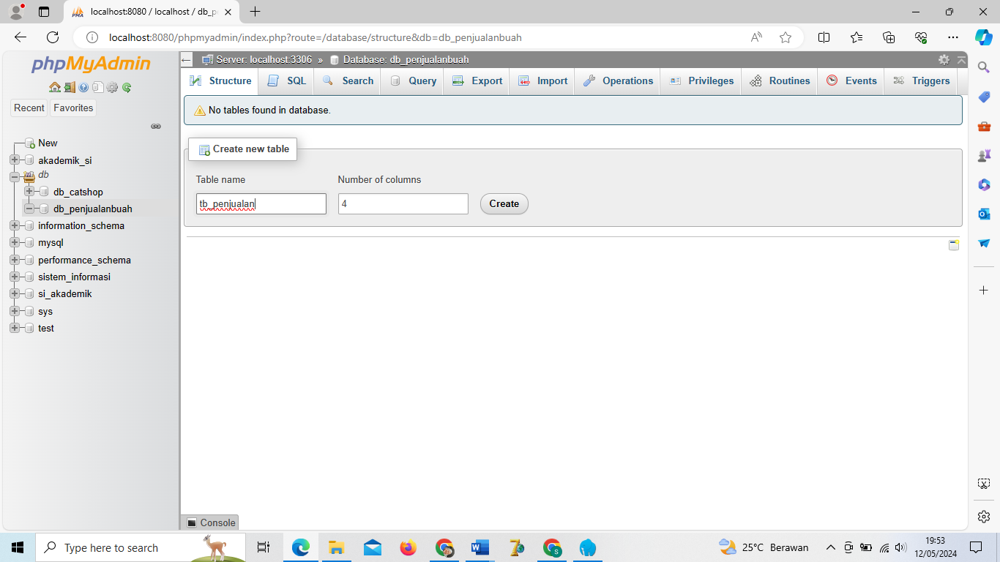 localhost:8080 / localhost / db_p
localhost:8080/phpmyadmin/index.php?route=/database/structure&db=db_penjualanbuah
phpMyAdmin
Recent Favorites
New
akademik_si
db
db_catshop
db_penjualanbuah
information_schema
mysql
performance_schema
sistem_informasi
si_akademik
sys
test
Server: localhost:3306 » Database: db_penjualanbuah
Structure SQL Search Query Export Import Operations Privileges Routines Events Triggers
No tables found in database.
Create new table
Table name Number of columns
tb_penjualan 4 Create
Console
Type here to search
25°C Berawan
19:53
12/05/2024